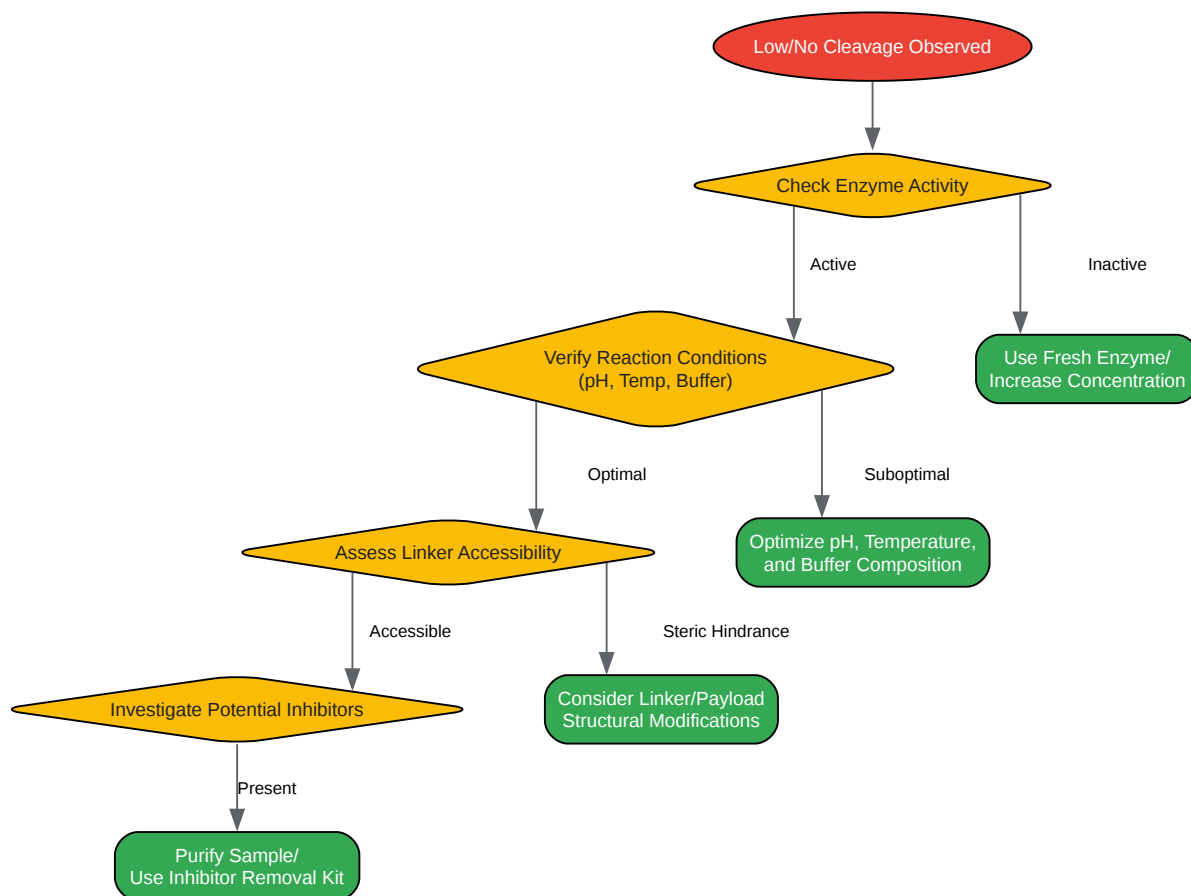 Low/No Cleavage Observed
Check Enzyme Activity
Active
Inactive
Verify Reaction Conditions
(pH, Temp, Buffer)
Use Fresh Enzyme/
Increase Concentration
Optimal
Suboptimal
Assess Linker Accessibility
Optimize pH, Temperature,
and Buffer Composition
Accessible
Steric Hindrance
Investigate Potential Inhibitors
Consider Linker/Payload
Structural Modifications
Present
Purify Sample/
Use Inhibitor Removal Kit